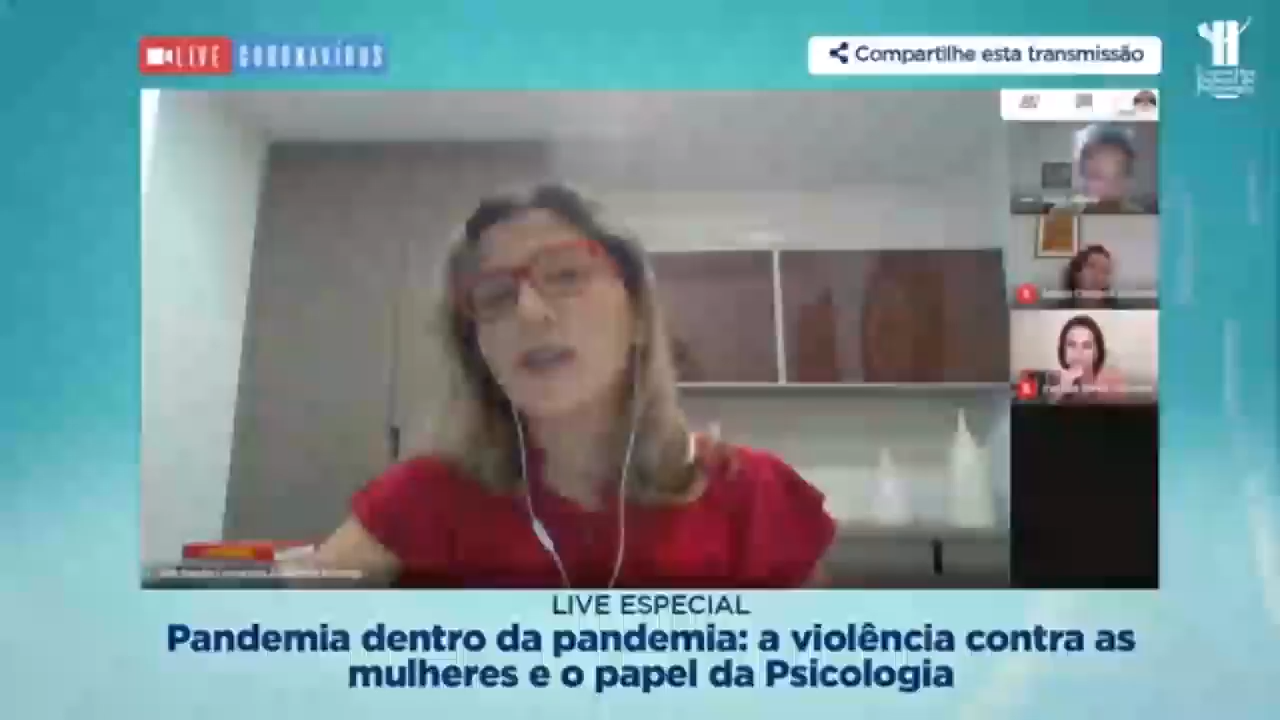 LIVE CORONAVÍRUS
Compartilhe esta transmissão
LIVE ESPECIAL
Pandemia dentro da pandemia: a violência contra as
mulheres e o papel da Psicologia